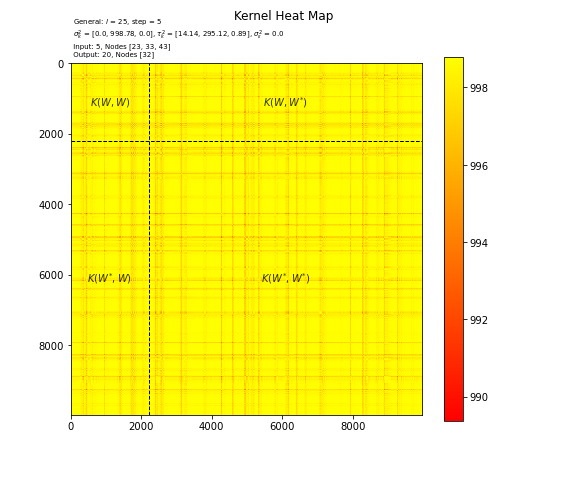 Kernel Heat Map
General: l = 25, step = 5
σ_k^2 = [0.0, 998.78, 0.0], τ_k^2 = [14.14, 295.12, 0.89], σ_ε^2 = 0.0
Input: 5, Nodes [23, 33, 43]
Output: 20, Nodes [32]
0
2000
4000
6000
8000
K(W, W)
K(W*, W)
K(W, W*)
K(W*, W*)
0 2000 4000 6000 8000
998
996
994
992
990